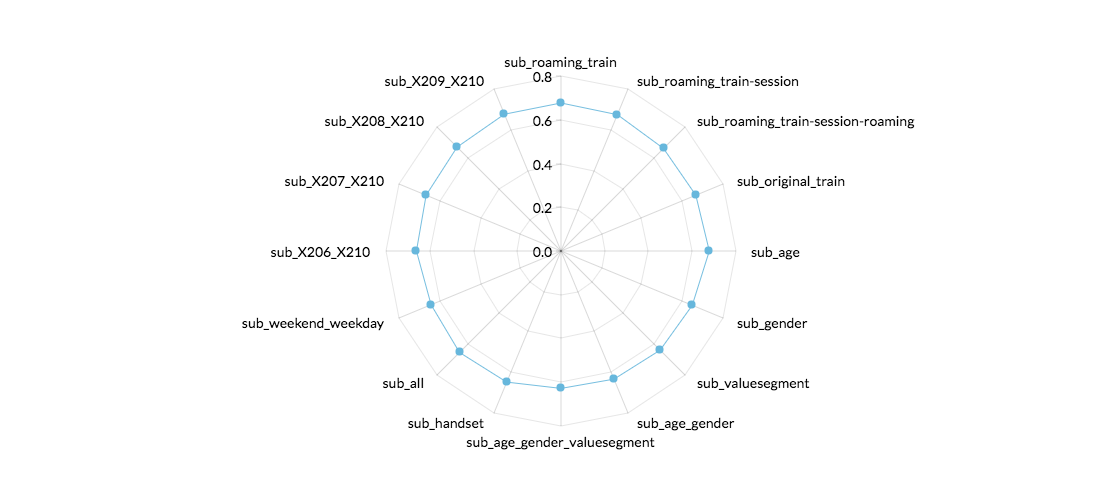 sub_roaming_train
0.8
sub_X209_X210
sub_roaming_train-session
sub_X208_X210
0.6
sub_roaming_train-session-roaming
0.4
sub_X207_X210
sub_original_train
0.2
sub_X206_X210
0.0
sub_age
sub_weekend_weekday
sub_gender
sub_all
sub_valuesegment
sub_handset
sub_age_gender
sub_age_gender_valuesegment